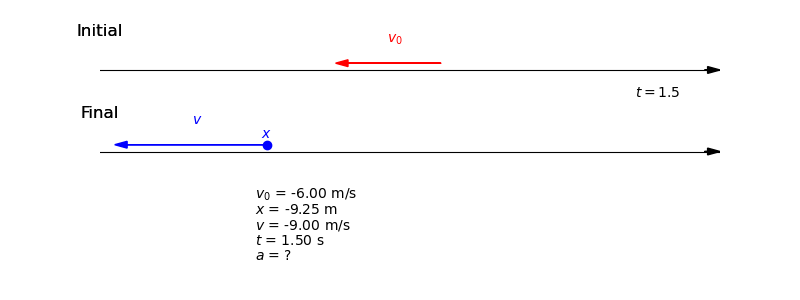 Initial
v₀
t = 1.5
Final
v
x
v₀ = -6.00 m/s
x = -9.25 m
v = -9.00 m/s
t = 1.50 s
a = ?